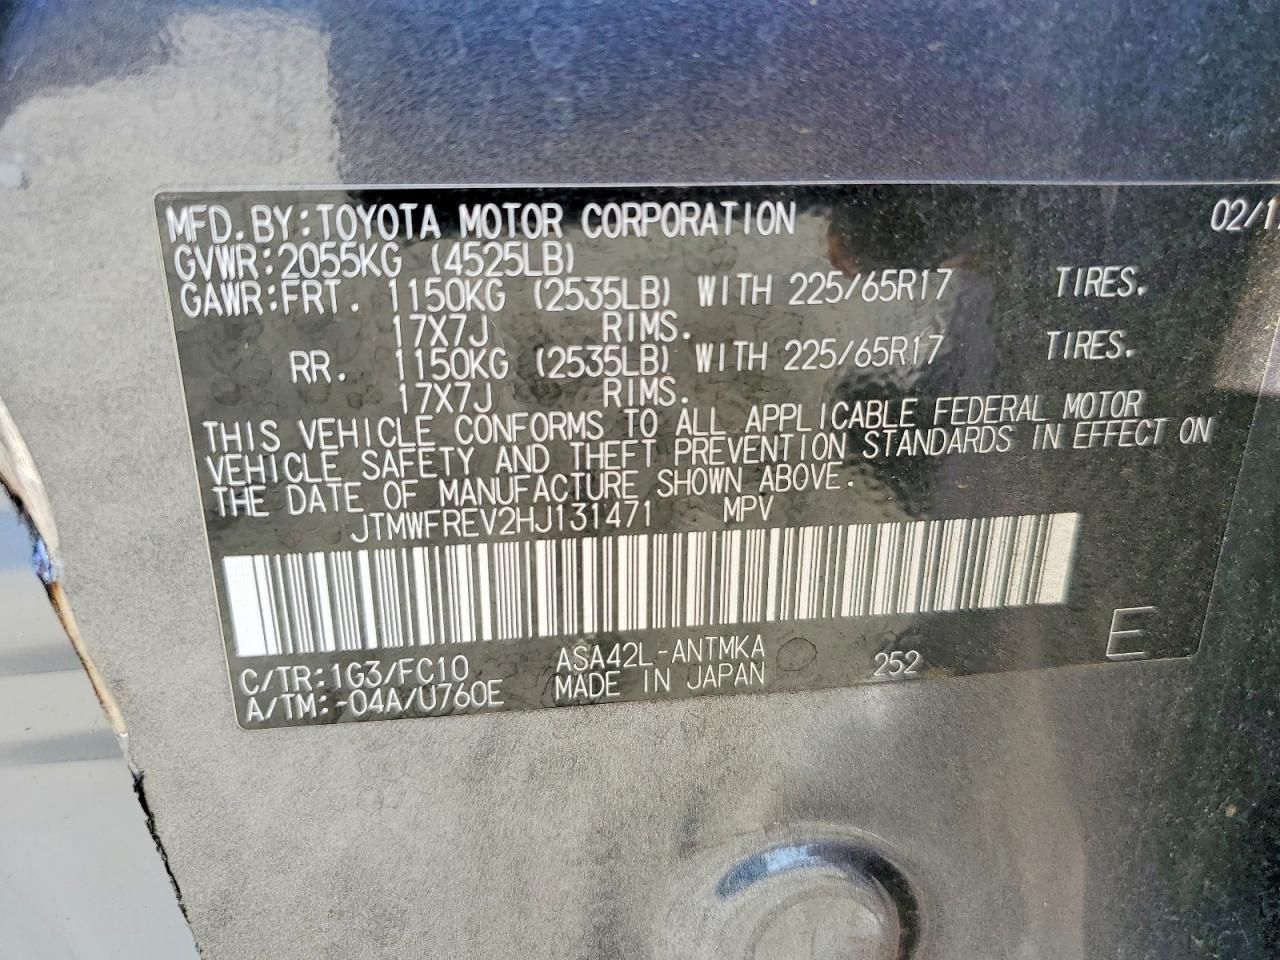 MFD.BY:TOYOTA MOTOR CORPORATION 02/1
GVWR:2055KG (4525LB)
GAWR:FRT. 1150KG (2535LB) WITH 225/65R17 TIRES.
17X7J RIMS.
RR. 1150KG (2535LB) WITH 225/65R17 TIRES.
17X7J RIMS.
THIS VEHICLE CONFORMS TO ALL APPLICABLE FEDERAL MOTOR
VEHICLE SAFETY AND THEFT PREVENTION STANDARDS IN EFFECT ON
THE DATE OF MANUFACTURE SHOWN ABOVE.
JTMWFREV2HJ131471 MPV
C/TR:1G3/FC10 ASA42L-ANTMKA 252 E
A/TM:-04A/U760E MADE IN JAPAN